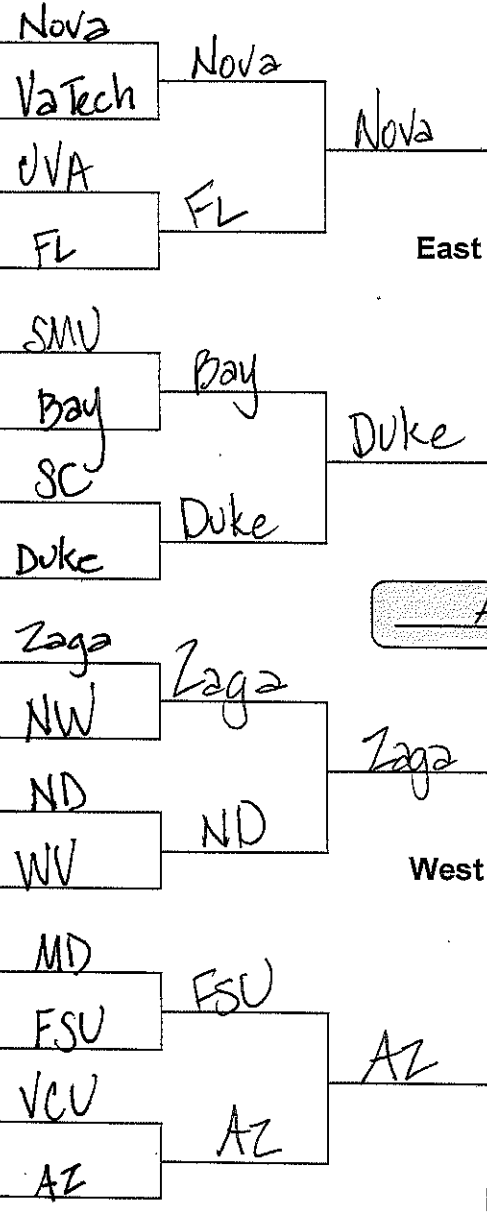 Nova
Nova
VaTech
Nova
UVA
FL
FL
East
SMU
Bay
Bay
Duke
SC
Duke
Duke
Zaga
Zaga
NW
Zaga
ND
ND
WV
West
MD
FSU
FSU
AZ
VCU
AZ
AZ